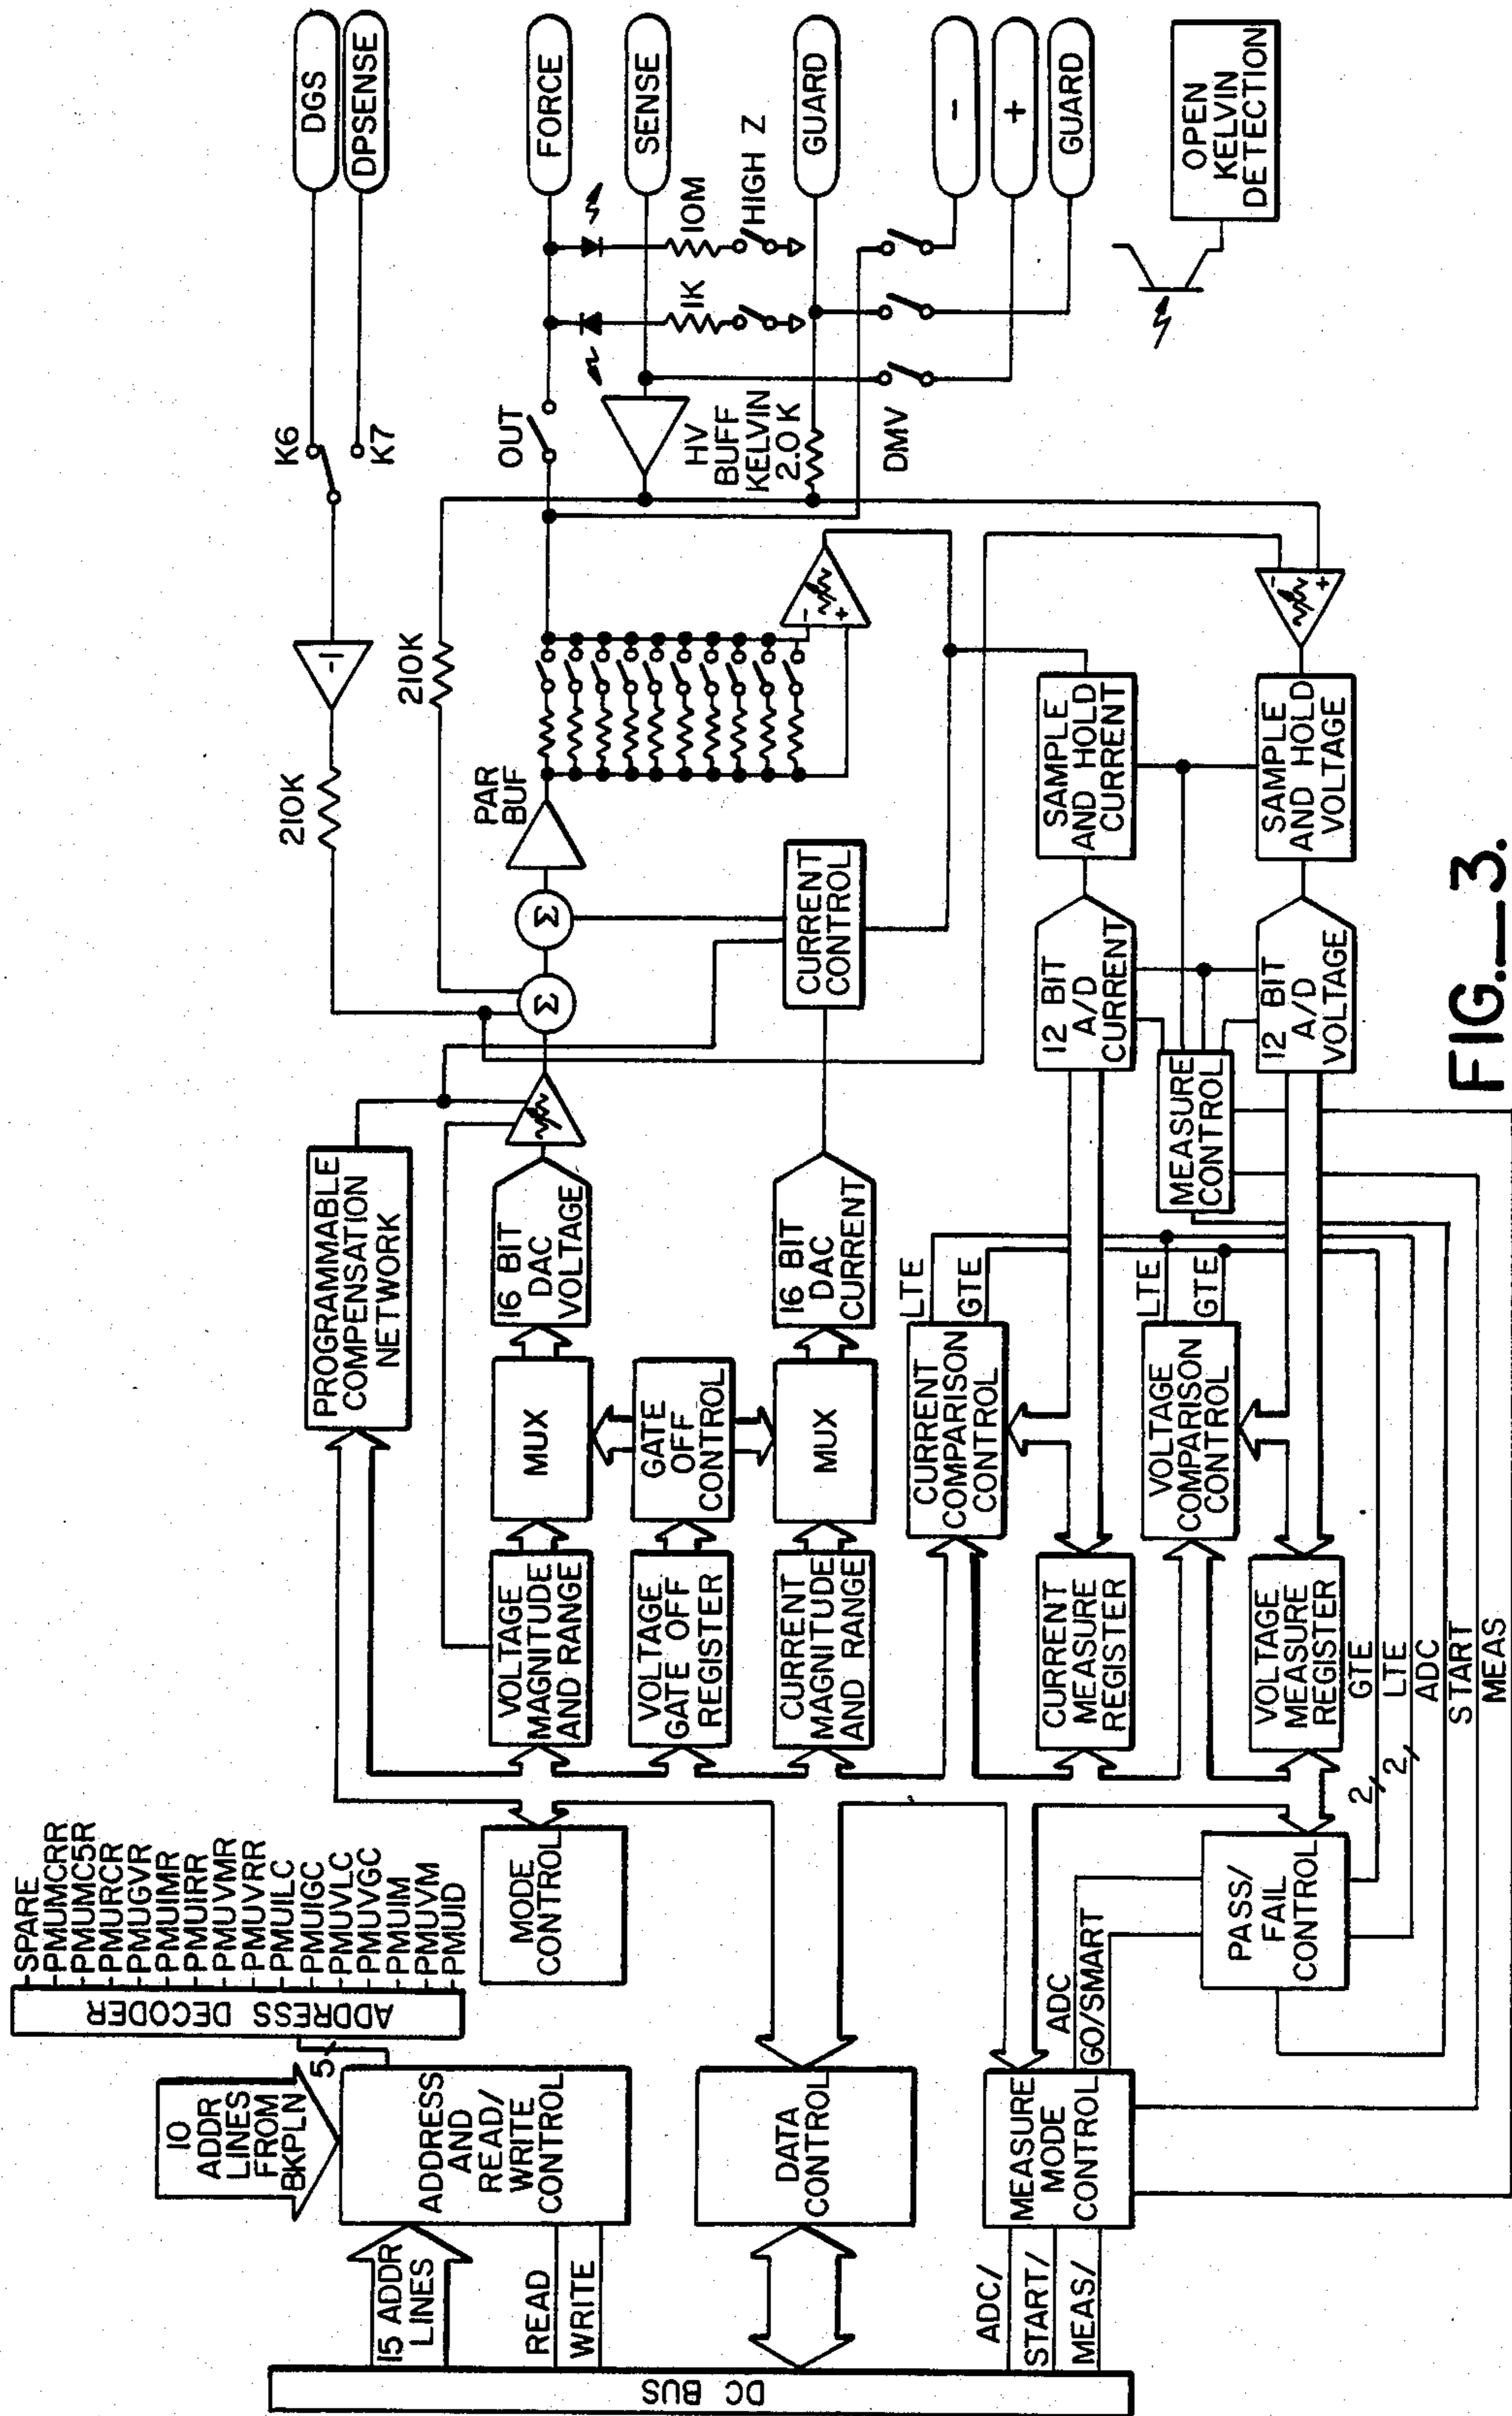 DGS
DPSENSE
FORCE
SENSE
GUARD
-
+
GUARD
OPEN
KELVIN
DETECTION
K6
K7
OUT
1K
10M
HIGH Z
HV
BUFF
KELVIN
2.0 K
DMV
-1
210K
210K
PAR
BUF
Σ
Σ
-
+
-
+
CURRENT
CONTROL
SAMPLE
AND HOLD
CURRENT
SAMPLE
AND HOLD
VOLTAGE
12 BIT
A/D
CURRENT
12 BIT
A/D
VOLTAGE
MEASURE
CONTROL
PROGRAMMABLE
COMPENSATION
NETWORK
16 BIT
DAC
VOLTAGE
16 BIT
DAC
CURRENT
MUX
GATE
OFF
CONTROL
MUX
LTE
GTE
CURRENT
COMPARISON
CONTROL
LTE
GTE
VOLTAGE
COMPARISON
CONTROL
VOLTAGE
MAGNITUDE
AND RANGE
VOLTAGE
GATE OFF
REGISTER
CURRENT
MAGNITUDE
AND RANGE
CURRENT
MEASURE
REGISTER
VOLTAGE
MEASURE
REGISTER
GTE
LTE
ADC
START
MEAS
2
2
SPARE
PMUMCRR
PMUMC5R
PMURCR
PMUGVR
PMUIMR
PMUIRR
PMUVMR
PMUVRR
PMUILC
PMUIGC
PMUVLC
PMUVGC
PMUIM
PMUVM
PMUID
ADDRESS DECODER
5
MODE
CONTROL
PASS/
FAIL
CONTROL
ADC
GO/SMART
10
ADDR
LINES
FROM
BKPLN
ADDRESS
AND
READ/
WRITE
CONTROL
DATA
CONTROL
MEASURE
MODE
CONTROL
15 ADDR
LINES
READ
WRITE
ADC/
START/
MEAS/
DC BUS
FIG.—3.